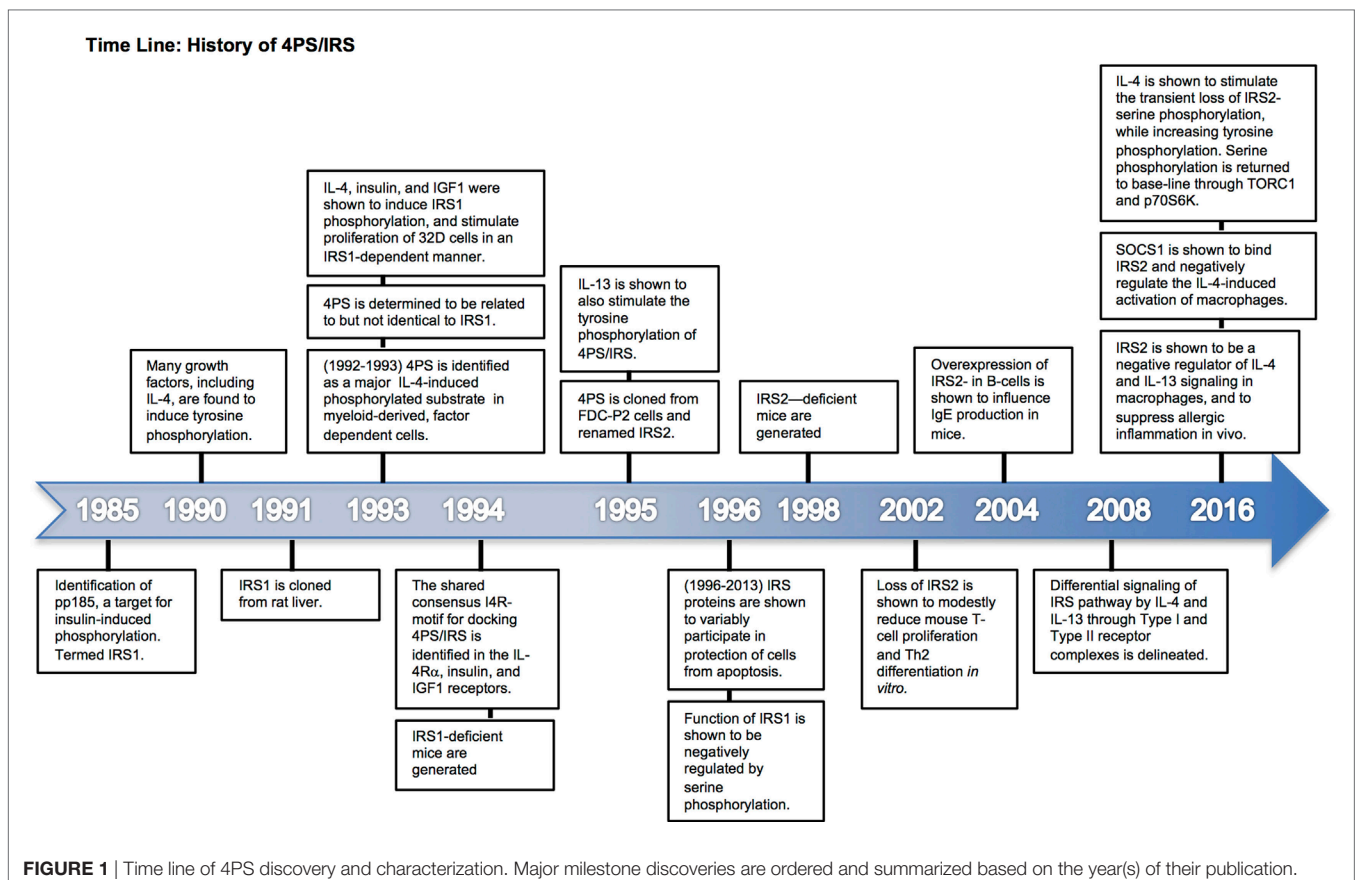 Time Line: History of 4PS/IRS
IL-4 is shown to stimulate
the transient loss of IRS2-
serine phosphorylation,
while increasing tyrosine
phosphorylation. Serine
phosphorylation is returned
to base-line through TORC1
and p70S6K.
SOCS1 is shown to bind
IRS2 and negatively
regulate the IL-4-induced
activation of macrophages.
IRS2 is shown to be a
negative regulator of IL-4
and IL-13 signaling in
macrophages, and to
suppress allergic
inflammation in vivo.
IL-4, insulin, and IGF1 were
shown to induce IRS1
phosphorylation, and stimulate
proliferation of 32D cells in an
IRS1-dependent manner.
4PS is determined to be related
to but not identical to IRS1.
(1992-1993) 4PS is identified
as a major IL-4-induced
phosphorylated substrate in
myeloid-derived, factor
dependent cells.
IL-13 is shown to
also stimulate the
tyrosine
phosphorylation of
4PS/IRS.
4PS is cloned from
FDC-P2 cells and
renamed IRS2.
Many growth
factors, including
IL-4, are found to
induce tyrosine
phosphorylation.
IRS2—deficient
mice are
generated
Overexpression of
IRS2- in B-cells is
shown to influence
IgE production in
mice.
1985 1990 1991 1993 1994 1995 1996 1998 2002 2004 2008 2016
Identification of
pp185, a target for
insulin-induced
phosphorylation.
Termed IRS1.
IRS1 is cloned
from rat liver.
The shared
consensus I4R-
motif for docking
4PS/IRS is
identified in the IL-
4Rα, insulin, and
IGF1 receptors.
IRS1-deficient
mice are
generated
(1996-2013) IRS
proteins are shown
to variably
participate in
protection of cells
from apoptosis.
Function of IRS1 is
shown to be
negatively
regulated by
serine
phosphorylation.
Loss of IRS2 is
shown to modestly
reduce mouse T-
cell proliferation
and Th2
differentiation in
vitro.
Differential signaling of
IRS pathway by IL-4 and
IL-13 through Type I and
Type II receptor
complexes is delineated.
FIGURE 1 | Time line of 4PS discovery and characterization. Major milestone discoveries are ordered and summarized based on the year(s) of their publication.